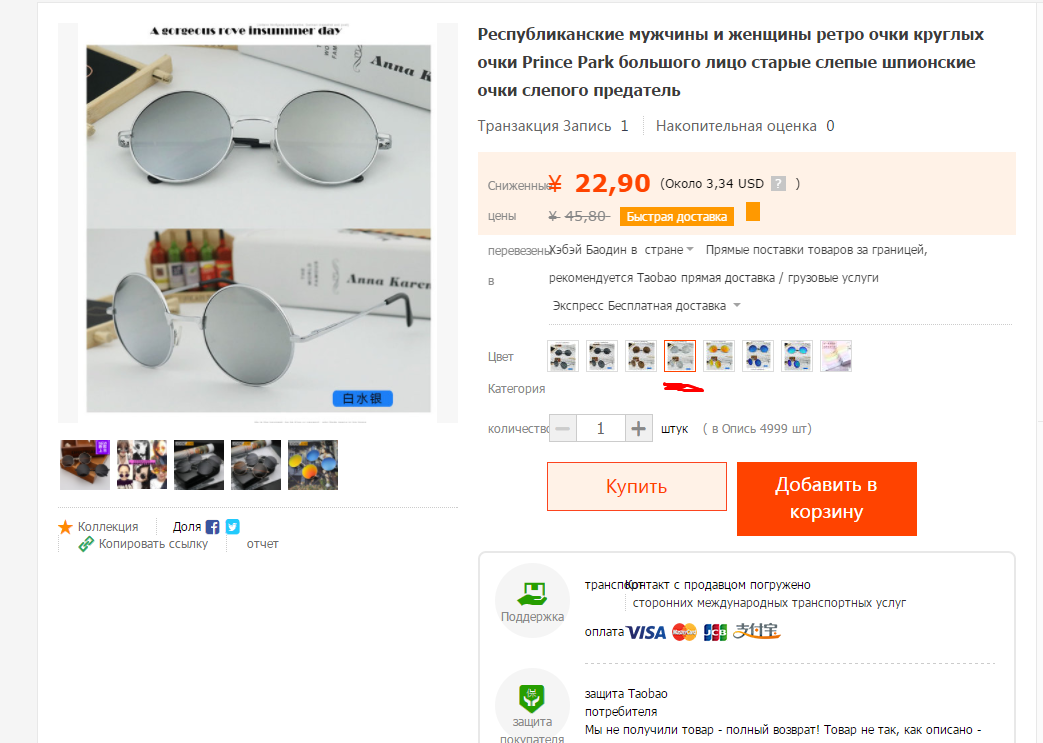 A gorgeous rove insummer day
Anna K
Anna Karen
白水银
Коллекция
Доля
Копировать ссылку
отчет
Республиканские мужчины и женщины ретро очки круглых
очки Prince Park большого лицо старые слепые шпионские
очки слепого предатель
Транзакция Запись 1 Накопительная оценка 0
Сниженные ¥ 22,90 (Около 3,34 USD ? )
цены ¥ 45,80 Быстрая доставка
перевезены Хэбэй Баодин в стране Прямые поставки товаров за границей,
в рекомендуется Taobao прямая доставка / грузовые услуги
Экспресс Бесплатная доставка
Цвет
Категория
количество 1 штук ( в Опись 4999 шт)
Купить
Добавить в
корзину
Поддержка
транспорт Контакт с продавцом погружено
сторонних международных транспортных услуг
оплата VISA MasterCard JCB 支付宝
защита Taobao
потребителя
защита
покупателя
Мы не получили товар - полный возврат! Товар не так, как описано -